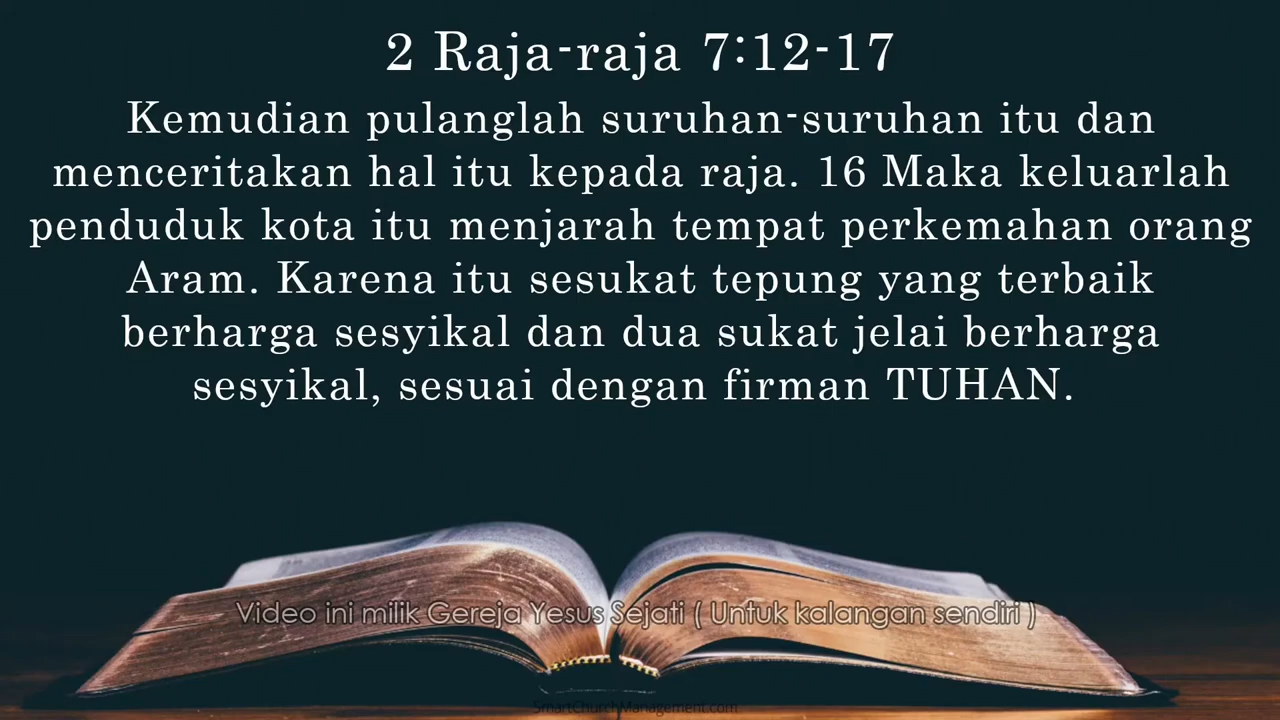 2 Raja-raja 7:12-17
Kemudian pulanglah suruhan-suruhan itu dan
menceritakan hal itu kepada raja. 16 Maka keluarlah
penduduk kota itu menjarah tempat perkemahan orang
Aram. Karena itu sesukat tepung yang terbaik
berharga sesyikal dan dua sukat jelai berharga
sesyikal, sesuai dengan firman TUHAN.
Video ini milik Gereja Yesus Sejati ( Untuk kalangan sendiri )
SmartChurchManagement.com